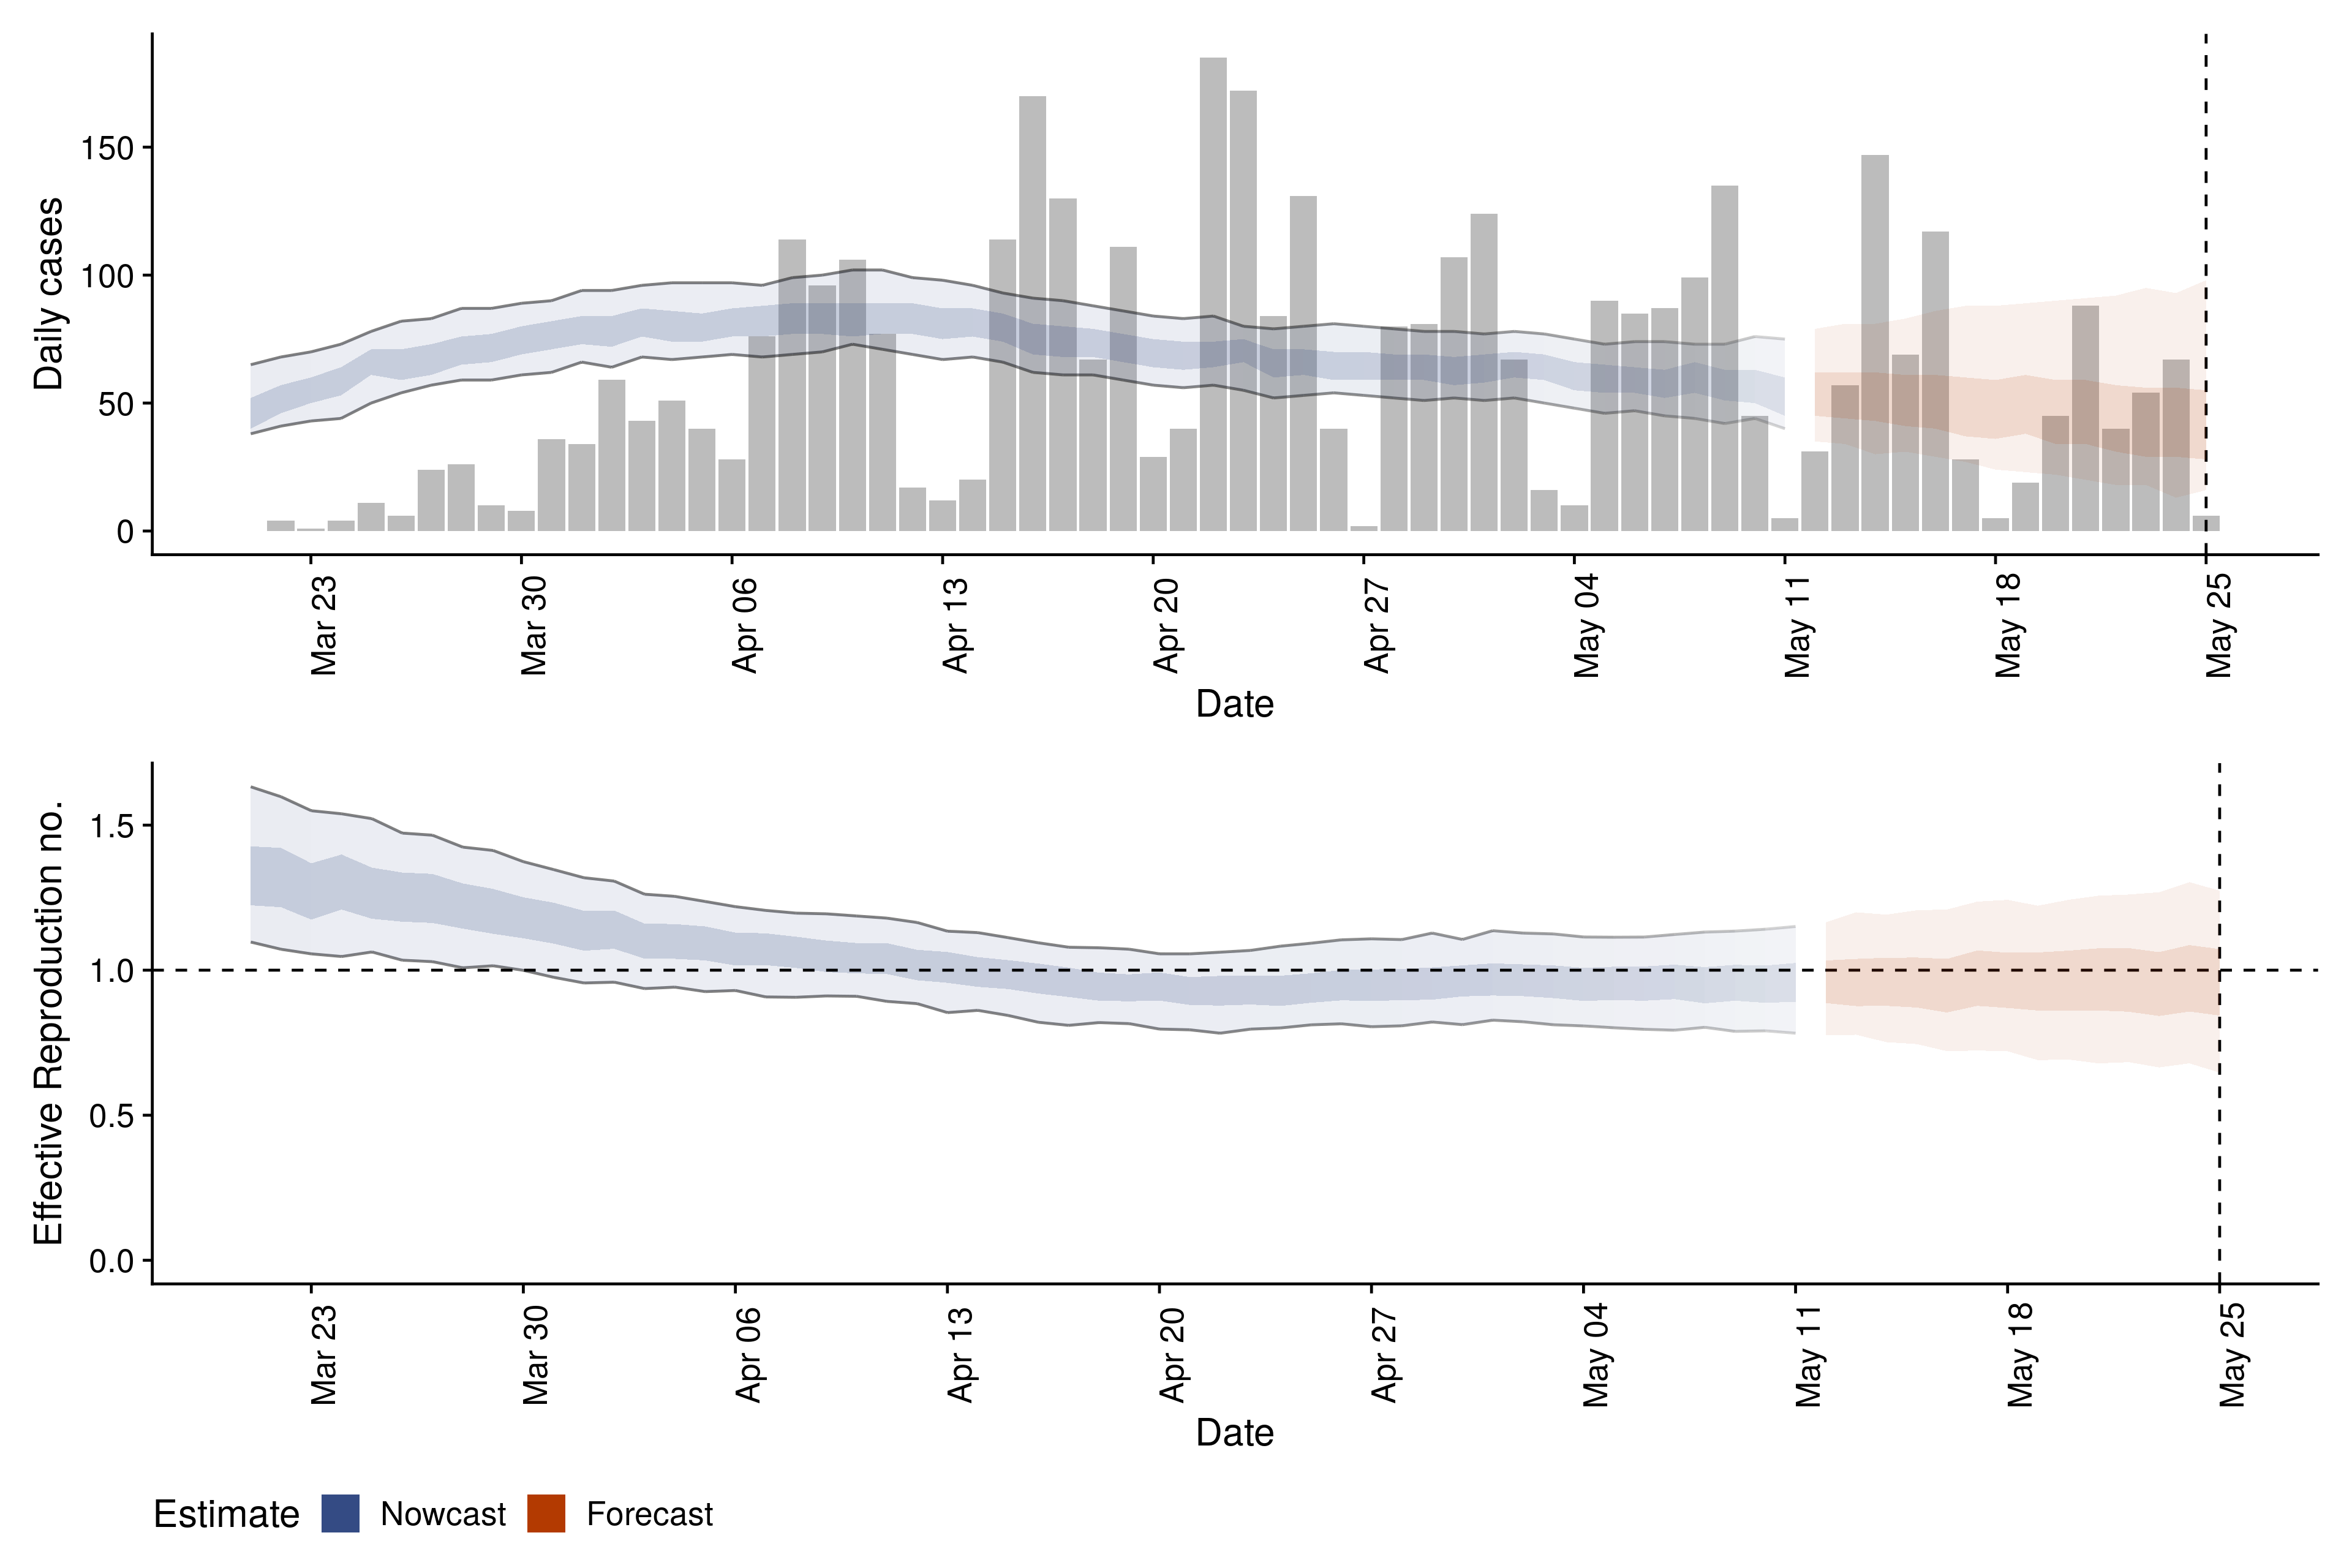 Daily cases
150
100
50
0
Mar 23
Mar 30
Apr 06
Apr 13
Apr 20
Apr 27
May 04
May 11
May 18
May 25
Date
Effective Reproduction no.
1.5
1.0
0.5
0.0
Mar 23
Mar 30
Apr 06
Apr 13
Apr 20
Apr 27
May 04
May 11
May 18
May 25
Date
Estimate Nowcast Forecast